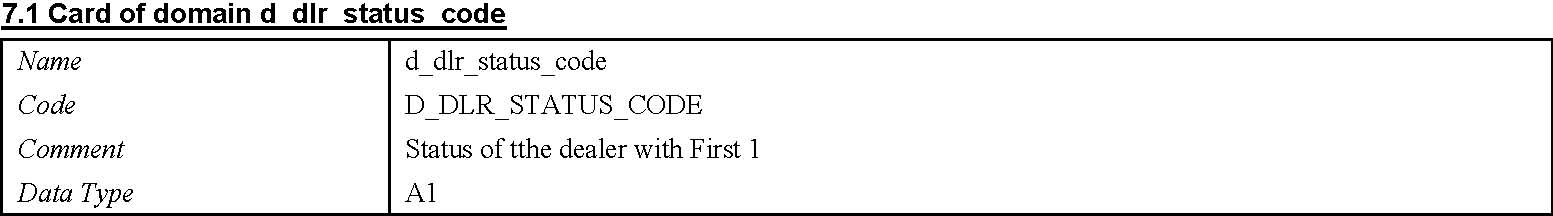 7.1 Card of domain d_dlr_status_code
Name d_dlr_status_code
Code D_DLR_STATUS_CODE
Comment Status of tthe dealer with First 1
Data Type A1